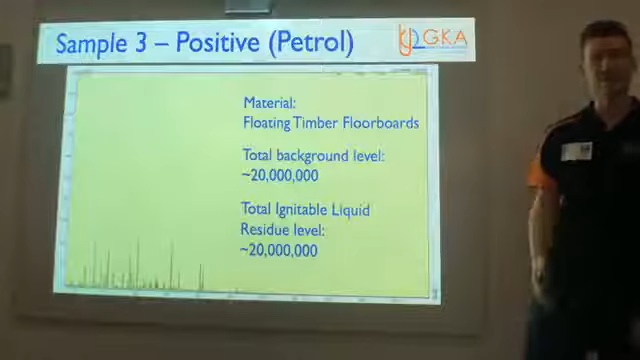 Sample 3 – Positive (Petrol)
GKA
Material:
Floating Timber Floorboards
Total background level:
~20,000,000
Total Ignitable Liquid
Residue level:
~20,000,000